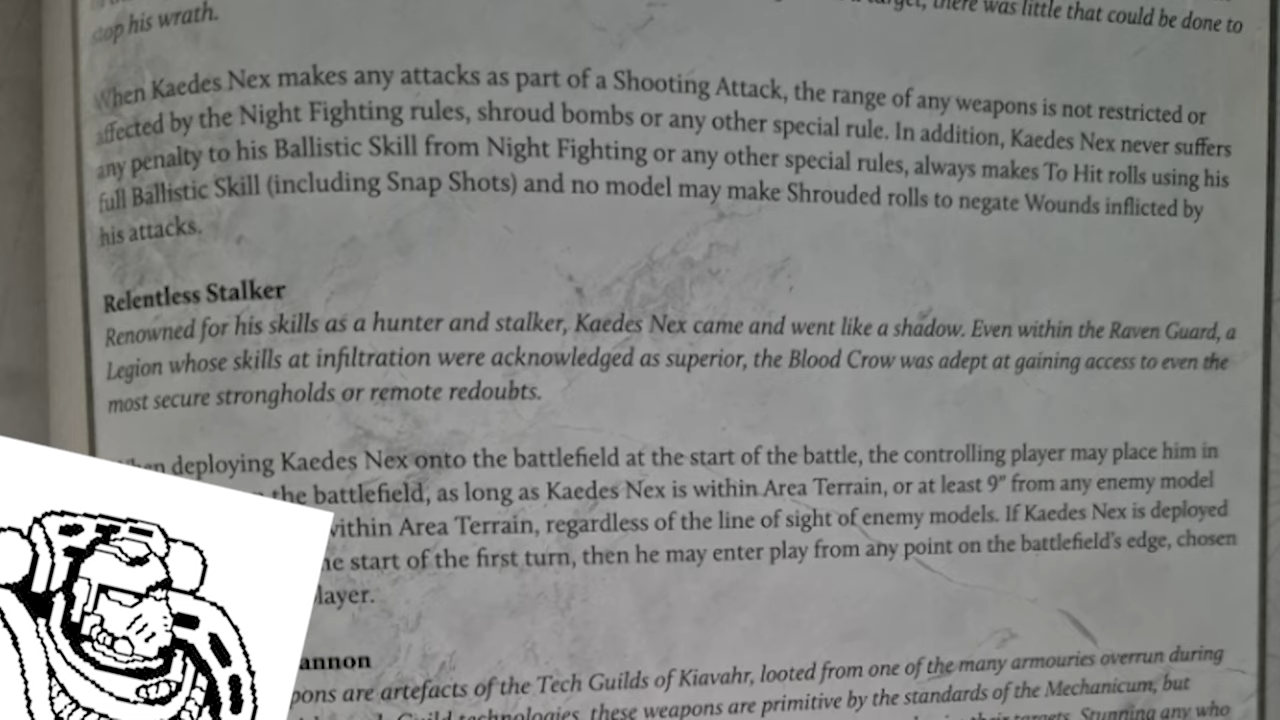 his wrath.
there was little that could be done to
When Kaedes Nex makes any attacks as part of a Shooting Attack, the range of any weapons is not restricted or
affected by the Night Fighting rules, shroud bombs or any other special rule. In addition, Kaedes Nex never suffers
any penalty to his Ballistic Skill from Night Fighting or any other special rules, always makes To Hit rolls using his
full Ballistic Skill (including Snap Shots) and no model may make Shrouded rolls to negate Wounds inflicted by
his attacks.
Relentless Stalker
Renowned for his skills as a hunter and stalker, Kaedes Nex came and went like a shadow. Even within the Raven Guard, a
Legion whose skills at infiltration were acknowledged as superior, the Blood Crow was adept at gaining access to even the
most secure strongholds or remote redoubts.
deploying Kaedes Nex onto the battlefield at the start of the battle, the controlling player may place him in
the battlefield, as long as Kaedes Nex is within Area Terrain, or at least 9" from any enemy model
within Area Terrain, regardless of the line of sight of enemy models. If Kaedes Nex is deployed
start of the first turn, then he may enter play from any point on the battlefield's edge, chosen
layer.
annon
pons are artefacts of the Tech Guilds of Kiavahr, looted from one of the many armouries overrun during
Guild technologies, these weapons are primitive by the standards of the Mechanicum, but
targets. Stunning any who